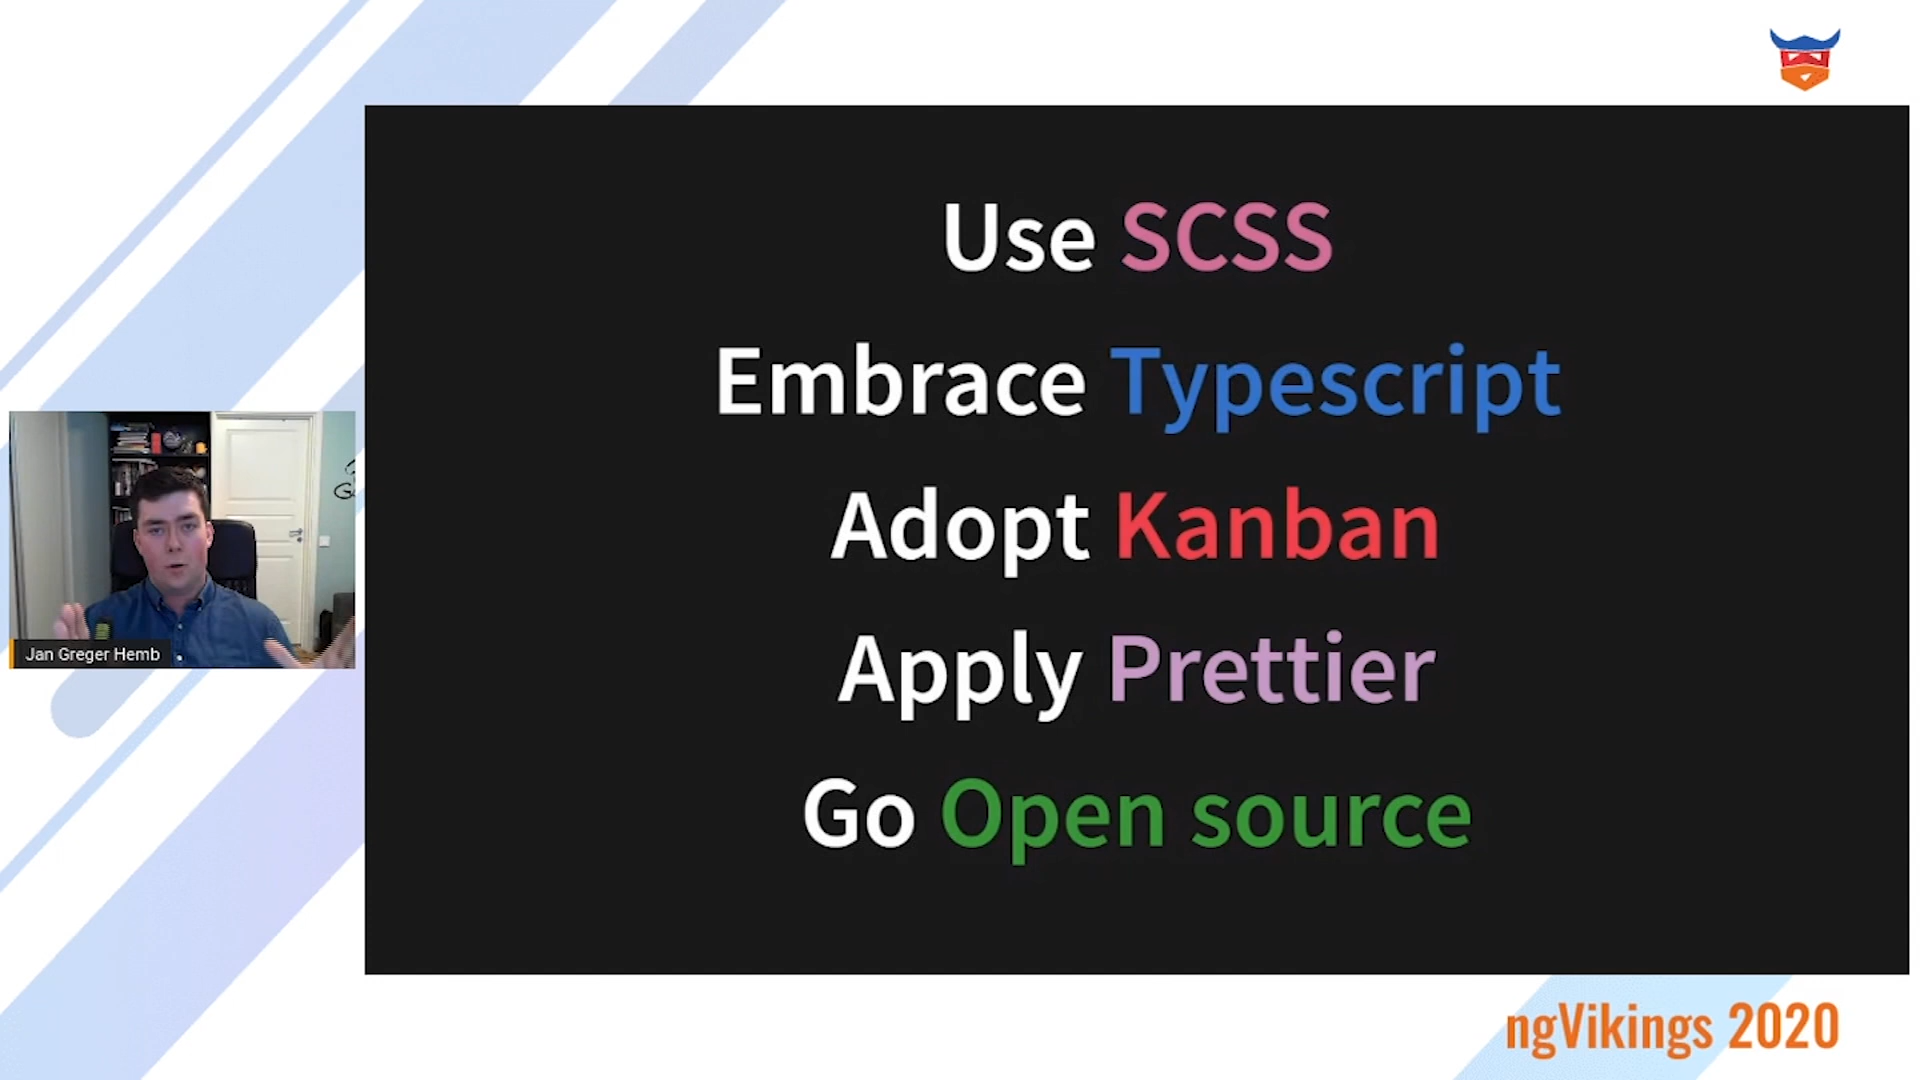 Use SCSS
Embrace Typescript
Adopt Kanban
Apply Prettier
Go Open source
Jan Greger Hemb
ngVikings 2020